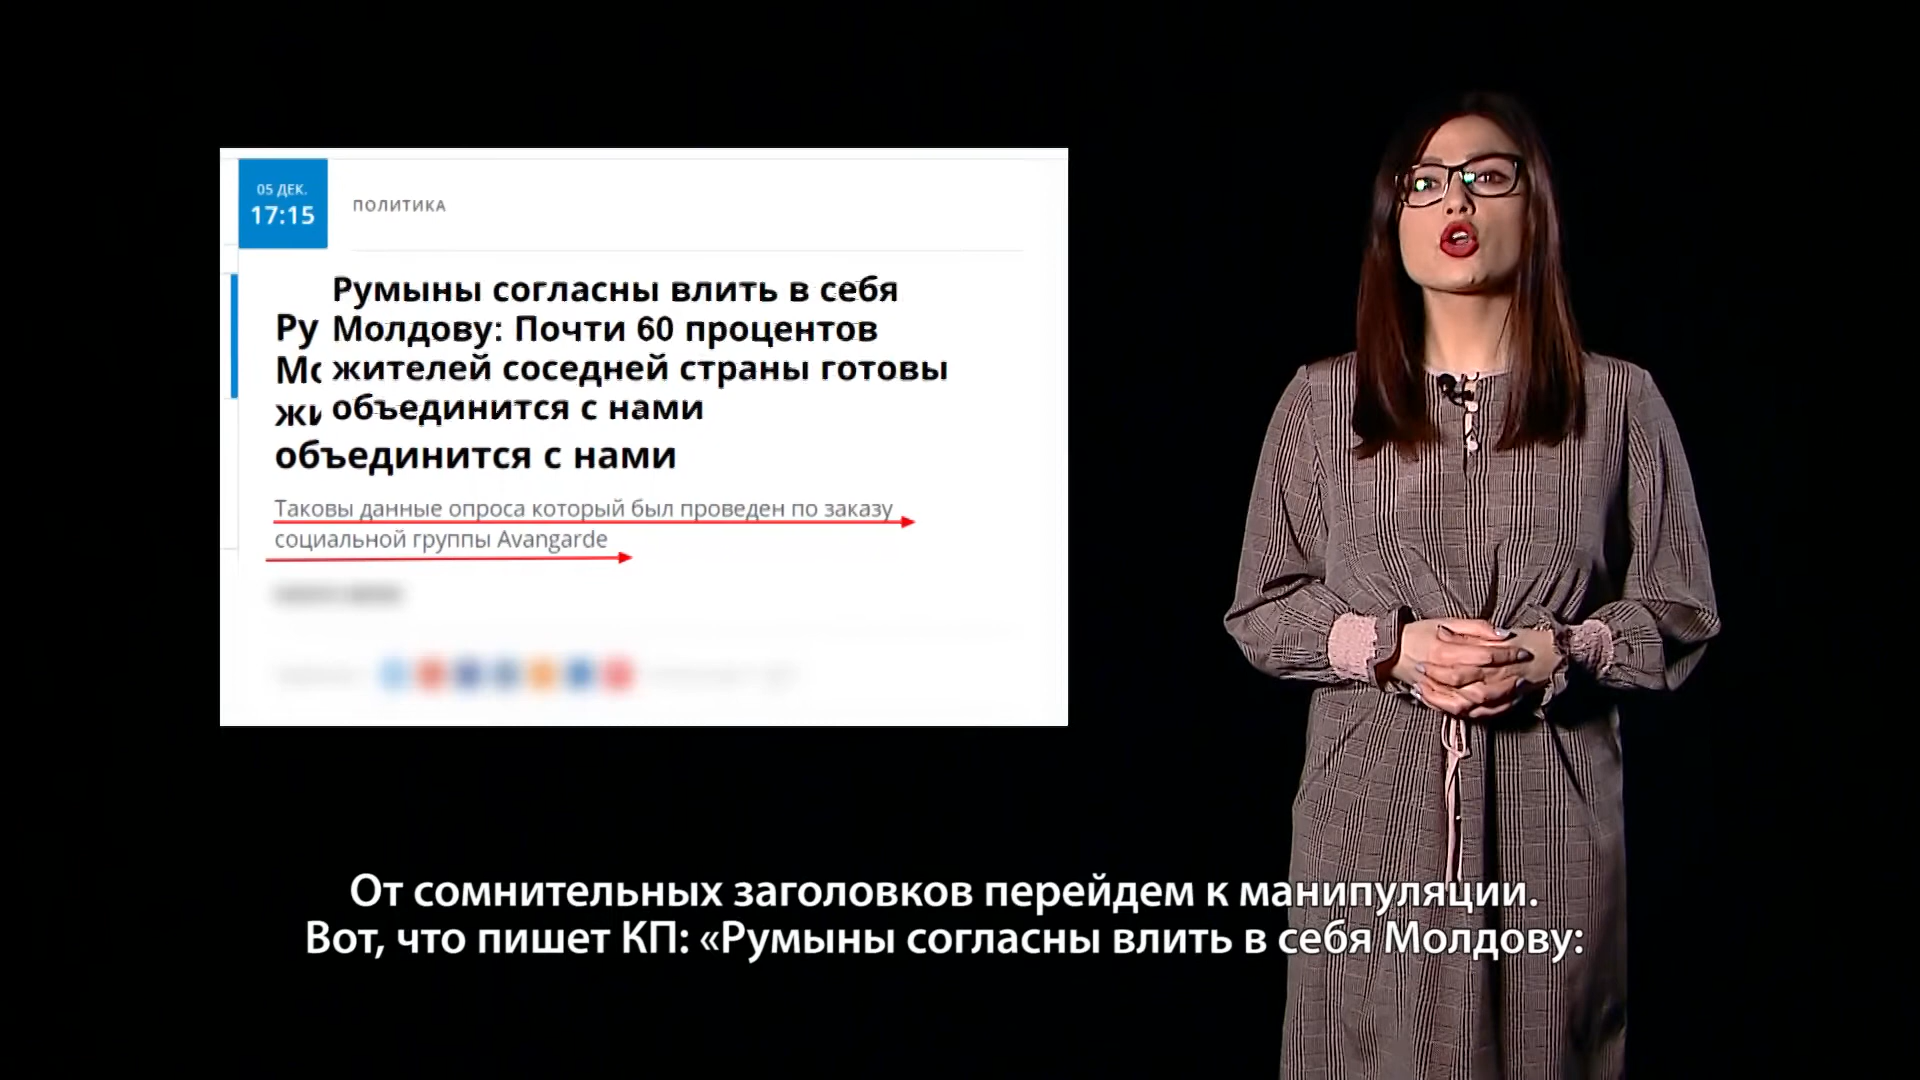 05 ДЕК.
17:15
ПОЛИТИКА
Румыны согласны влить в себя
Молдову: Почти 60 процентов
жителей соседней страны готовы
объединится с нами
Ру
Мо
жи
объединится с нами
Таковы данные опроса который был проведен по заказу
социальной группы Avangarde
От сомнительных заголовков перейдем к манипуляции.
Вот, что пишет КП: «Румыны согласны влить в себя Молдову: